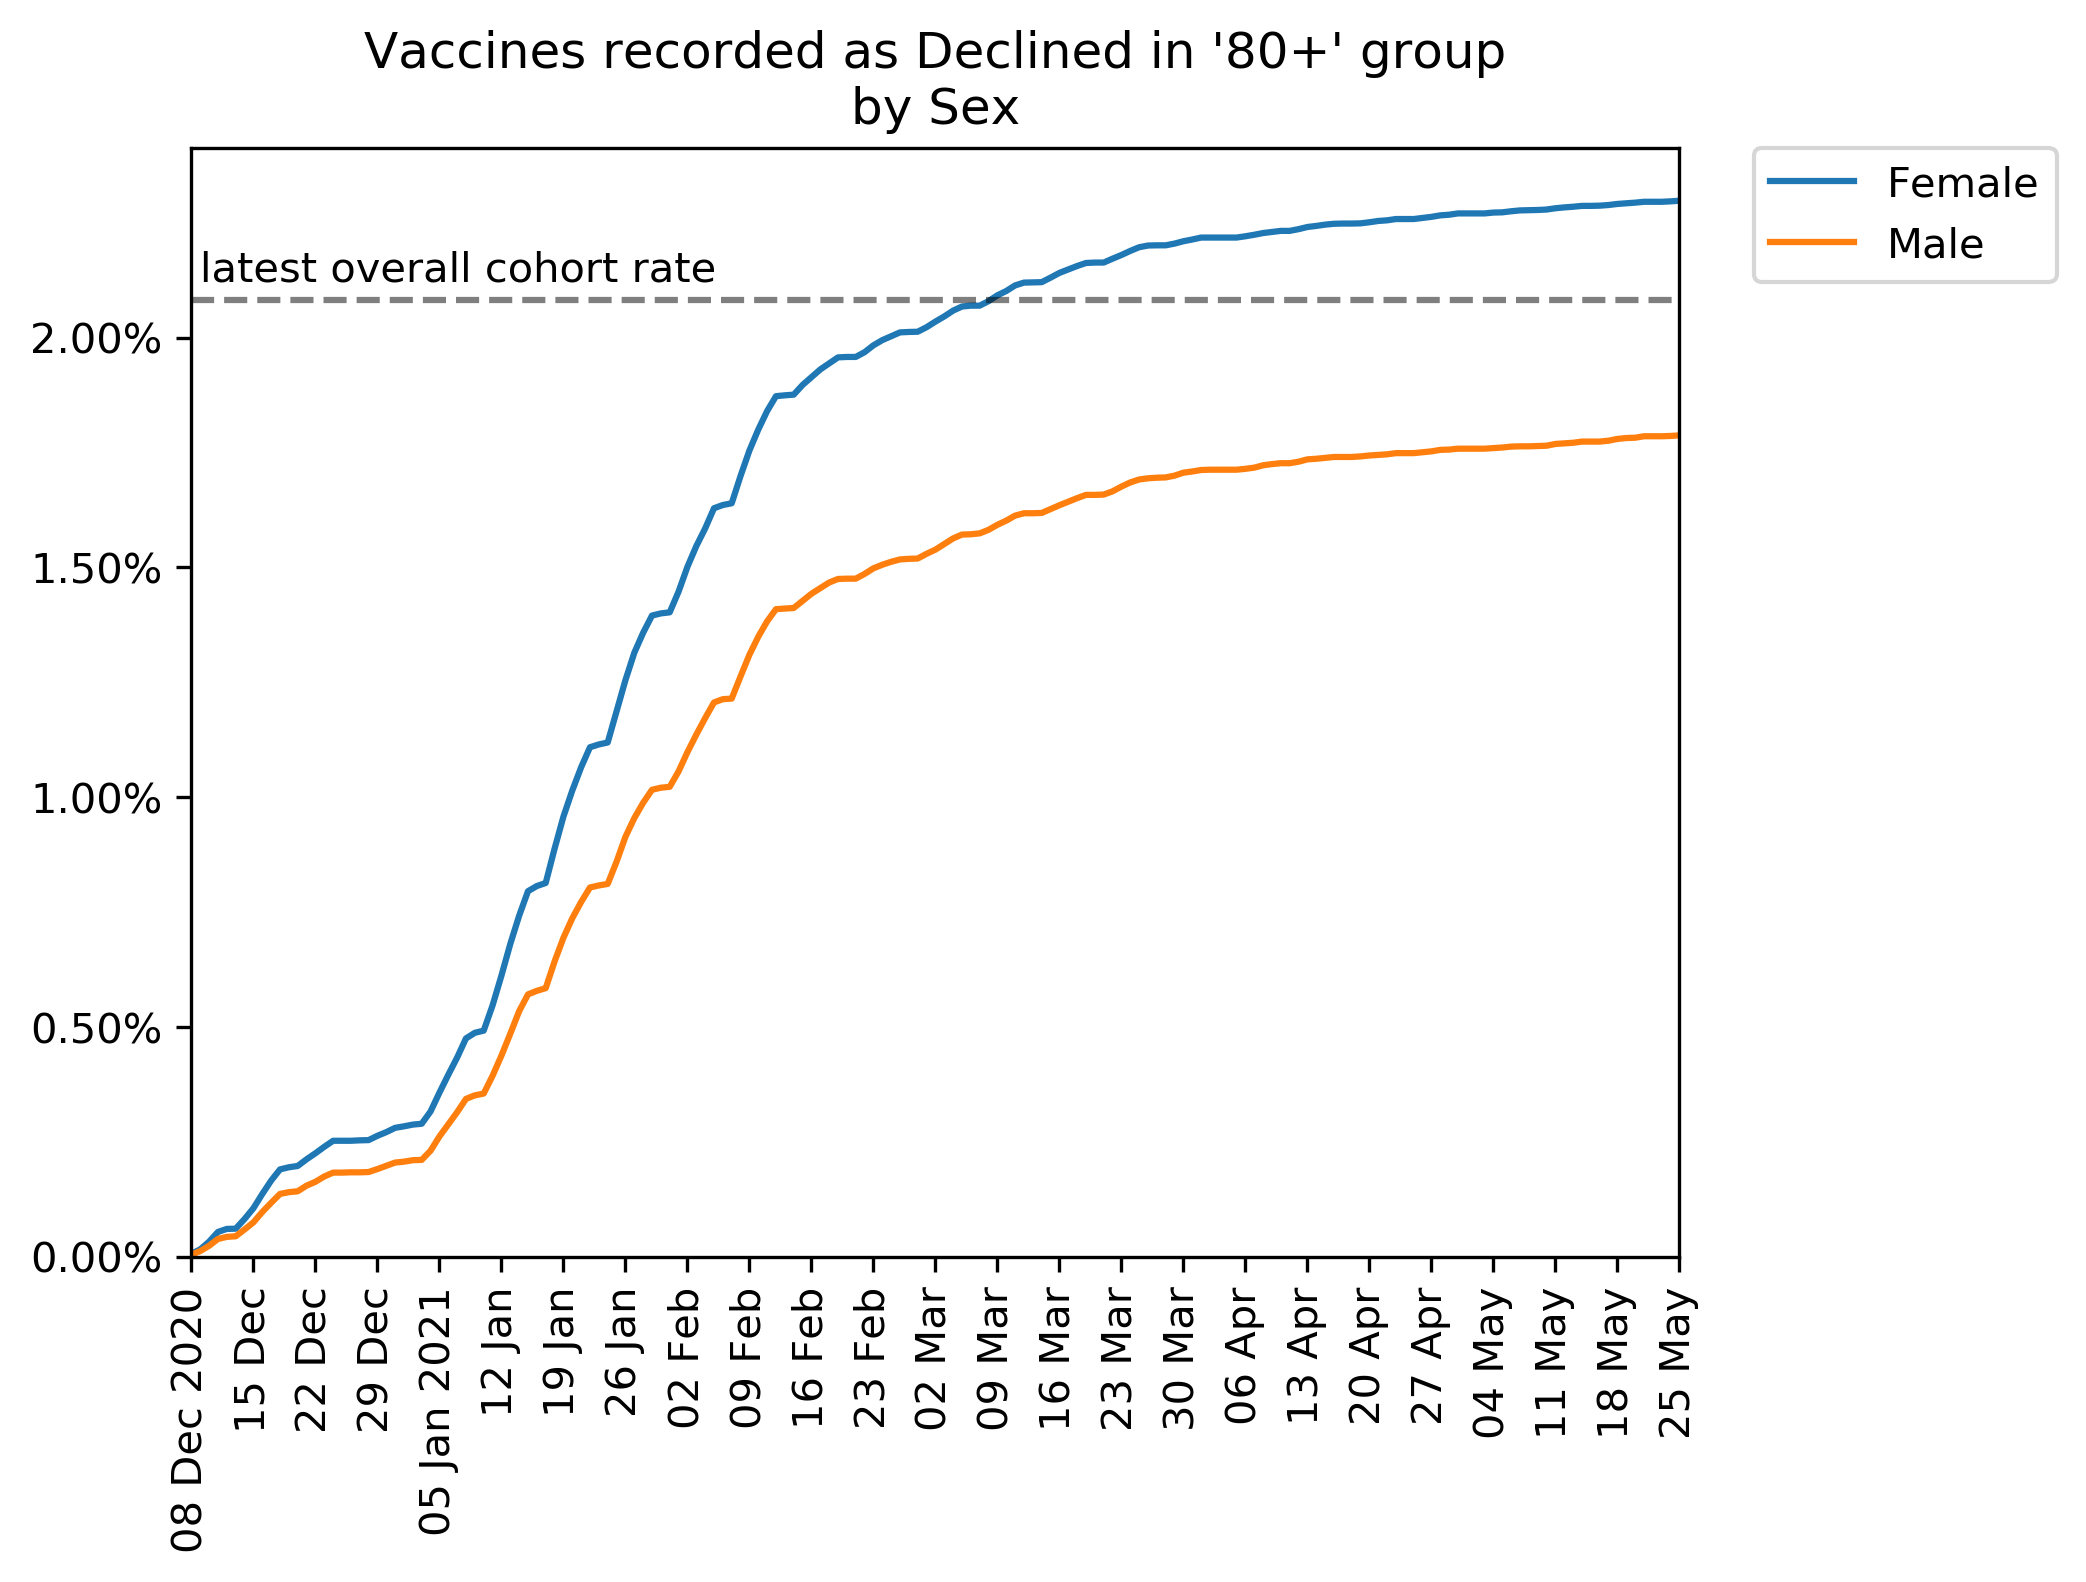 Vaccines recorded as Declined in '80+' group
by Sex
Female
Male
latest overall cohort rate
2.00%
1.50%
1.00%
0.50%
0.00%
08 Dec 2020
15 Dec
22 Dec
29 Dec
05 Jan 2021
12 Jan
19 Jan
26 Jan
02 Feb
09 Feb
16 Feb
23 Feb
02 Mar
09 Mar
16 Mar
23 Mar
30 Mar
06 Apr
13 Apr
20 Apr
27 Apr
04 May
11 May
18 May
25 May